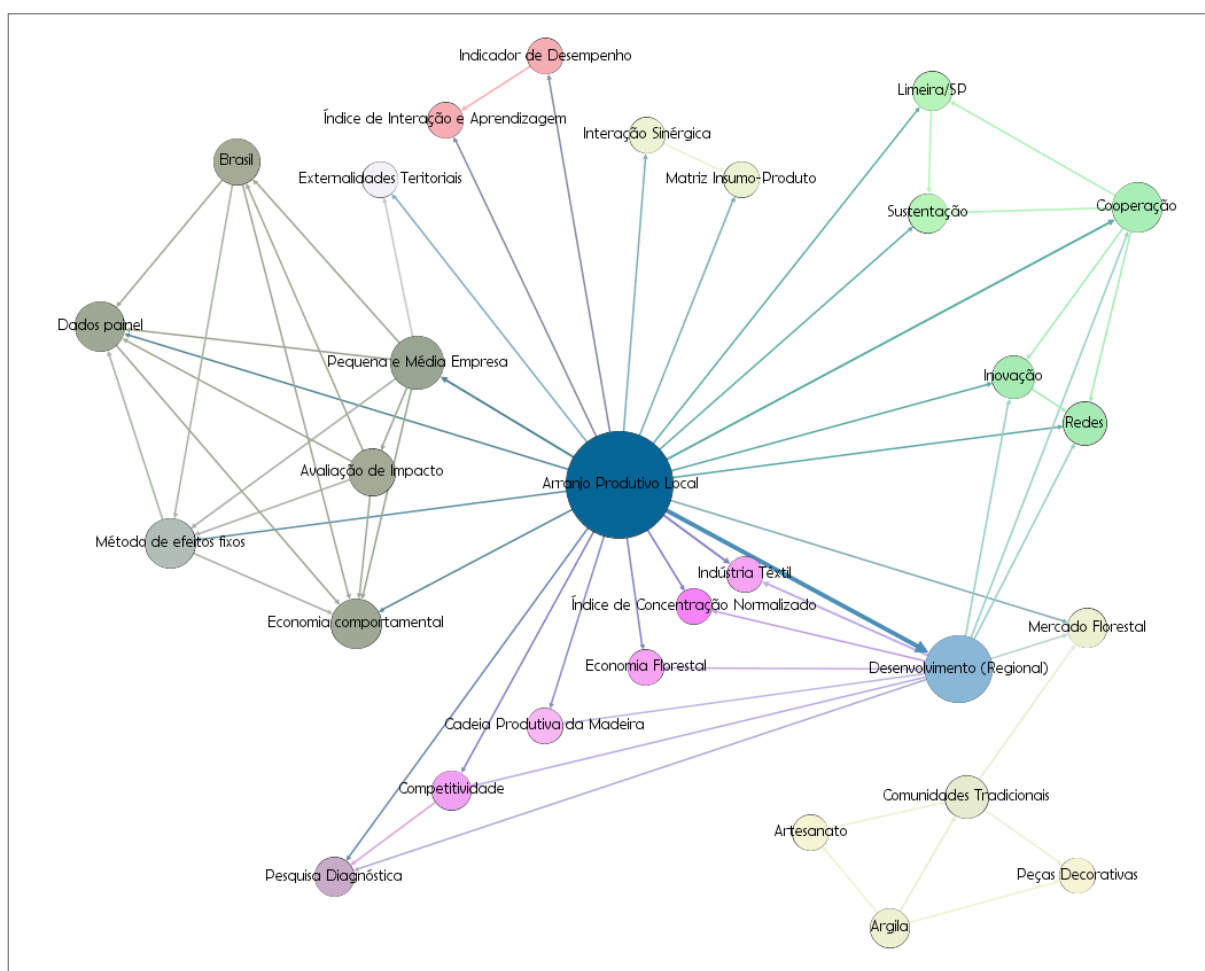 Indicador de Desempenho
Limeira/SP
Índice de Interação e Aprendizagem
Interação Sinérgica
Brasil
Externalidades Teritoriais
Matriz Insumo-Produto
Sustentação
Cooperação
Dados painel
Pequena e Média Empresa
Inovação
Redes
Avaliação de Impacto
Arranjo Produtivo Local
Método de efeitos fixos
Indústria Têxtil
Índice de Concentração Normalizado
Economia comportamental
Mercado Florestal
Economia Florestal
Desenvolvimento (Regional)
Cadeia Produtiva da Madeira
Competitividade
Comunidades Tradicionais
Artesanato
Pesquisa Diagnóstica
Peças Decorativas
Argila